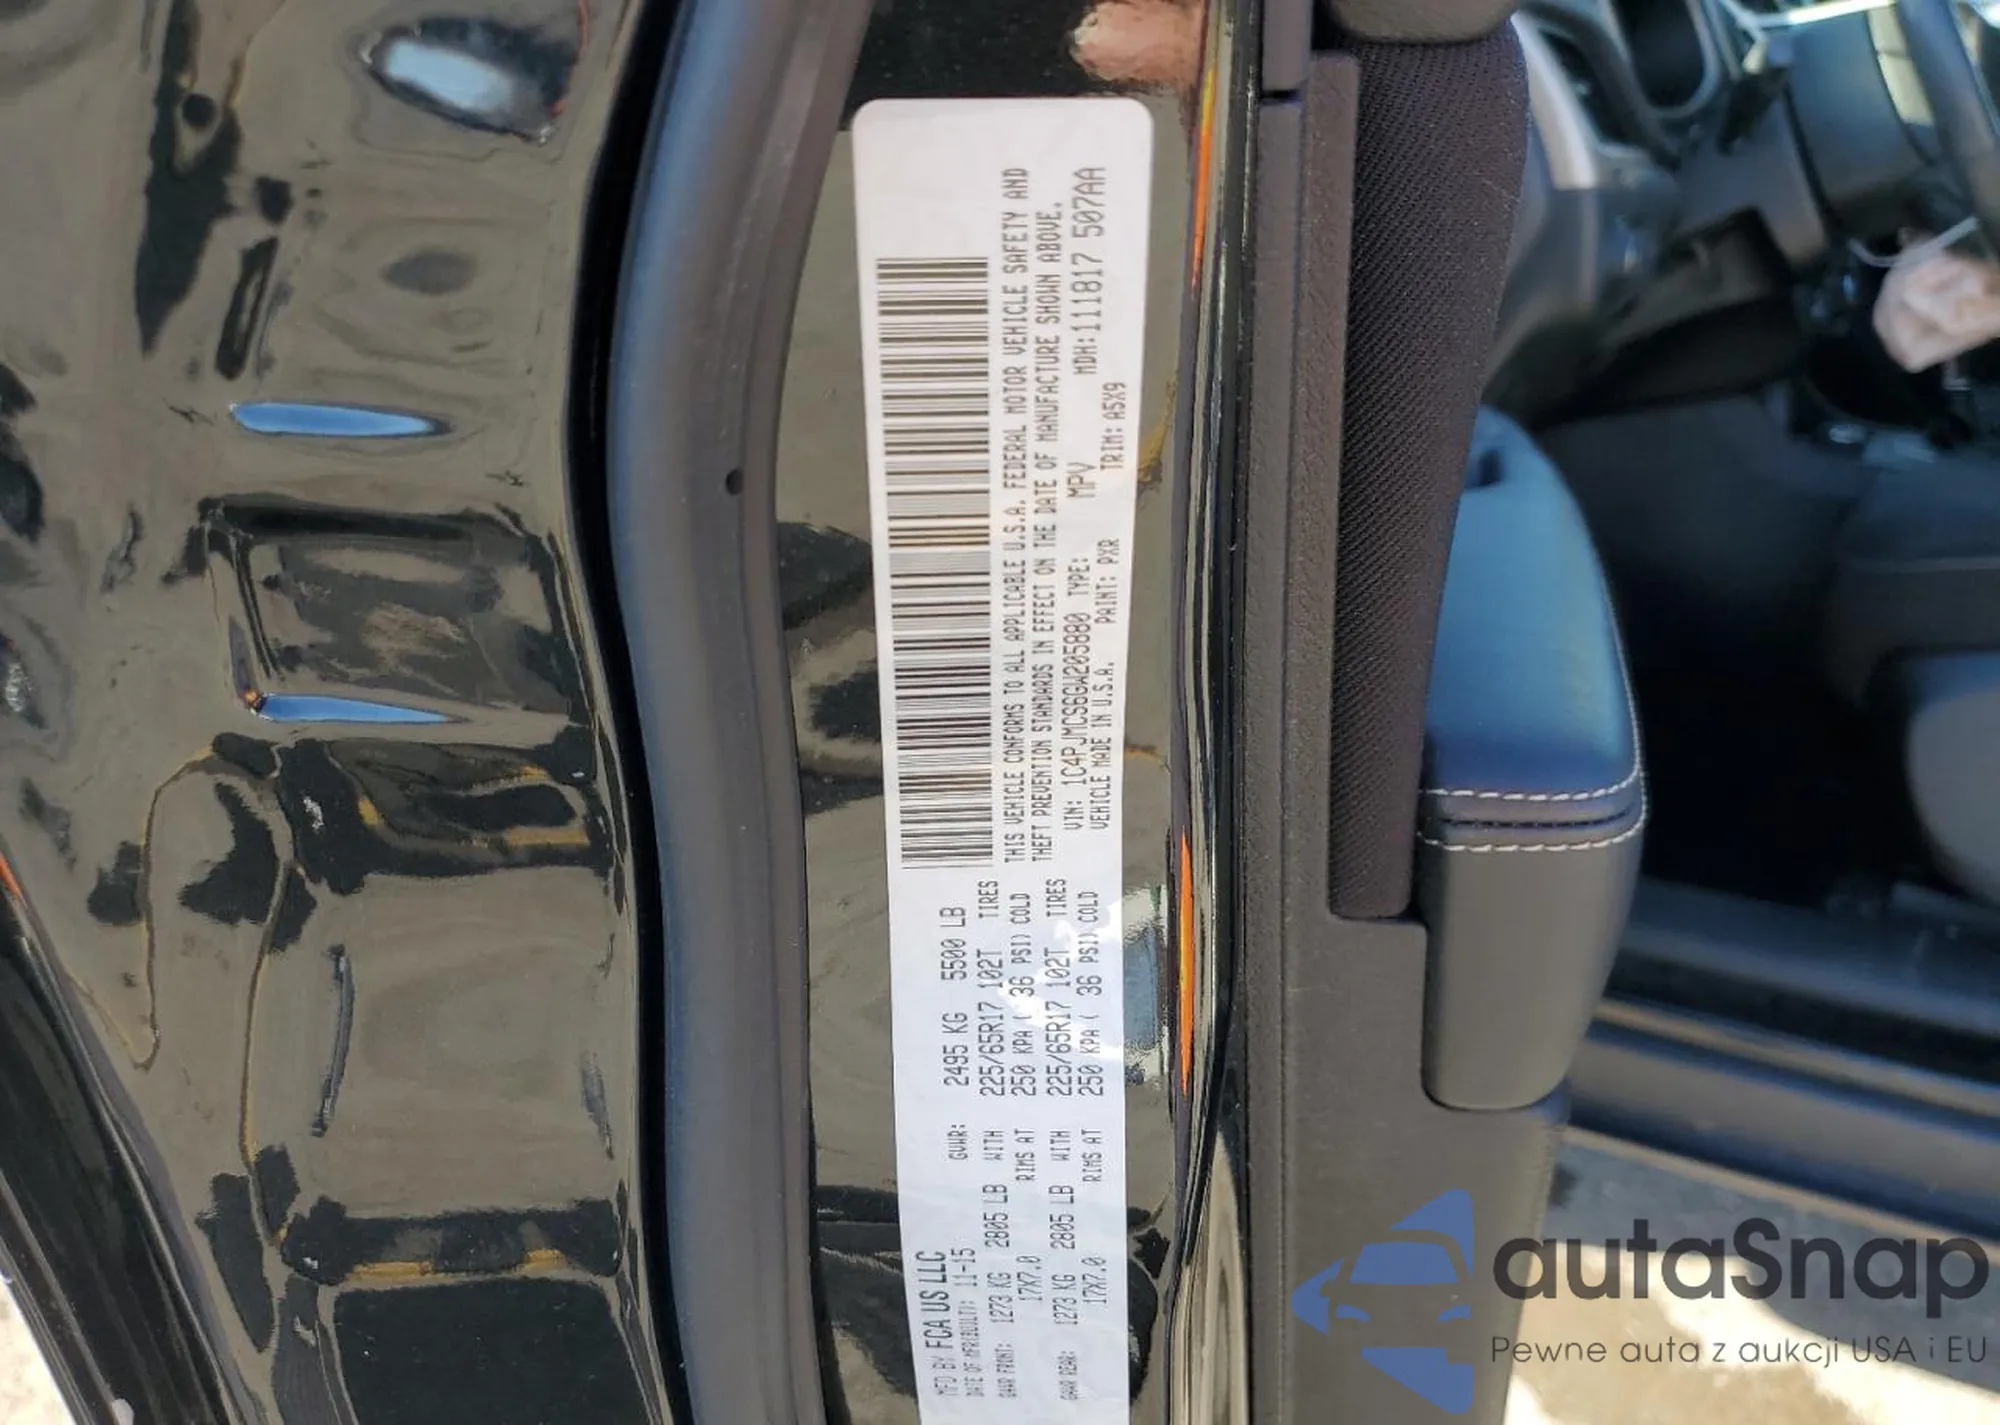 MFD BY FCA US LLC
DATE OF MFR(BUILT): 11-15 GVWR: 2495 KG 5500 LB
GAWR FRONT: 1273 KG 2805 LB WITH 225/65R17 102T TIRES
17X7.0 RIMS AT 250 KPA ( 36 PSI) COLD
GAWR REAR: 1273 KG 2805 LB WITH 225/65R17 102T TIRES
17X7.0 RIMS AT 250 KPA ( 36 PSI) COLD
THIS VEHICLE CONFORMS TO ALL APPLICABLE U.S.A. FEDERAL MOTOR VEHICLE SAFETY AND
THEFT PREVENTION STANDARDS IN EFFECT ON THE DATE OF MANUFACTURE SHOWN ABOVE.
VIN: 1C4PJMCS6GW205880 TYPE: MPV MDH:111817 507AA
VEHICLE MADE IN U.S.A. PAINT: PXR TRIM: A5X9
autaSnap
Pewne auta z aukcji USA i EU